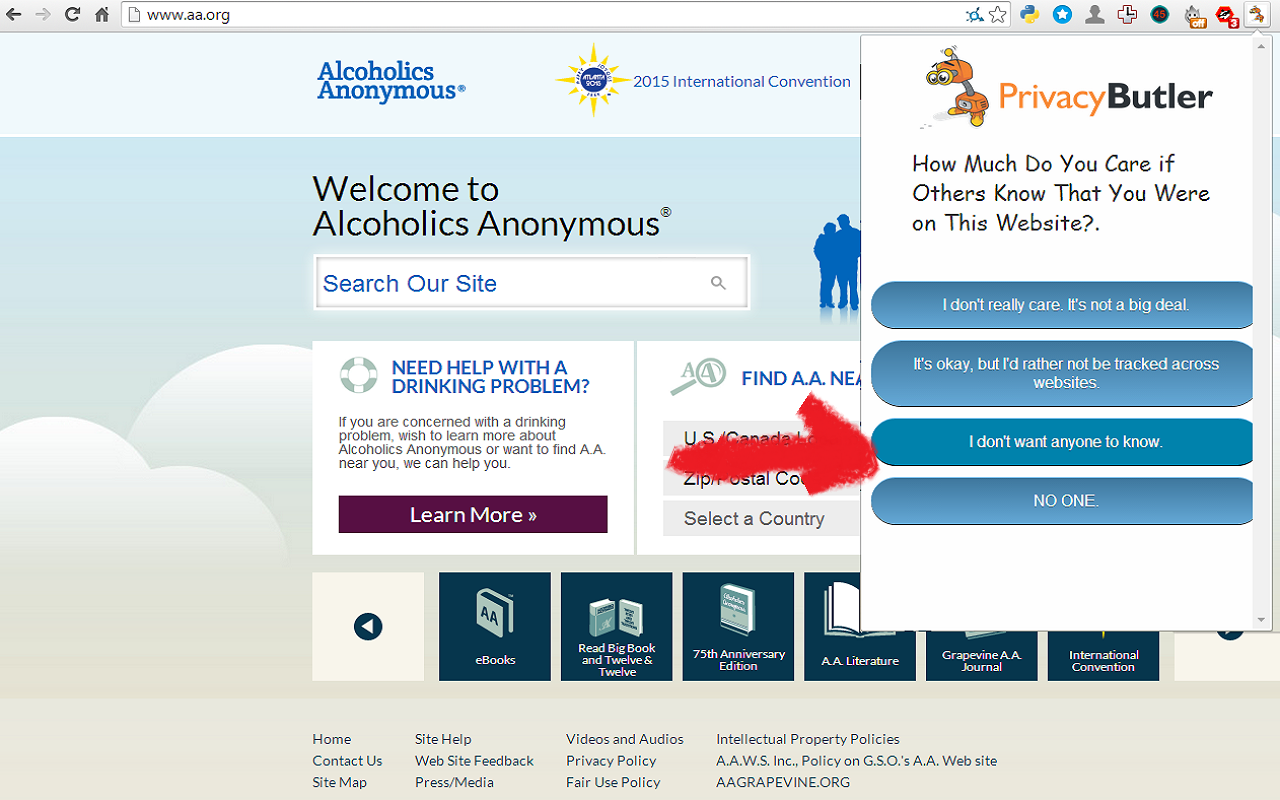 www.aa.org
45
off
3
Alcoholics
Anonymous®
ATLANTA
2015
2015 International Convention
PrivacyButler
How Much Do You Care if
Others Know That You Were
on This Website?.
I don't really care. It's not a big deal.
It's okay, but I'd rather not be tracked across
websites.
I don't want anyone to know.
NO ONE.
Welcome to
Alcoholics Anonymous®
Search Our Site
NEED HELP WITH A
DRINKING PROBLEM?
If you are concerned with a drinking
problem, wish to learn more about
Alcoholics Anonymous or want to find A.A.
near you, we can help you.
Learn More »
FIND A.A.
U.S./Canada
Zip/Postal
Select a Country
AA
eBooks
Read Big Book
and Twelve &
Twelve
75th Anniversary
Edition
A.A. Literature
Grapevine A.A.
Journal
International
Convention
Home
Contact Us
Site Map
Site Help
Web Site Feedback
Press/Media
Videos and Audios
Privacy Policy
Fair Use Policy
Intellectual Property Policies
A.A.W.S. Inc., Policy on G.S.O.'s A.A. Web site
AAGRAPEVINE.ORG